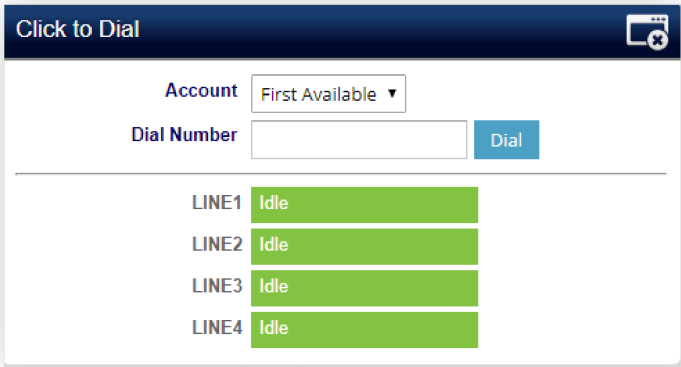 Click to Dial
Account First Available
Dial Number Dial
LINE1 Idle
LINE2 Idle
LINE3 Idle
LINE4 Idle